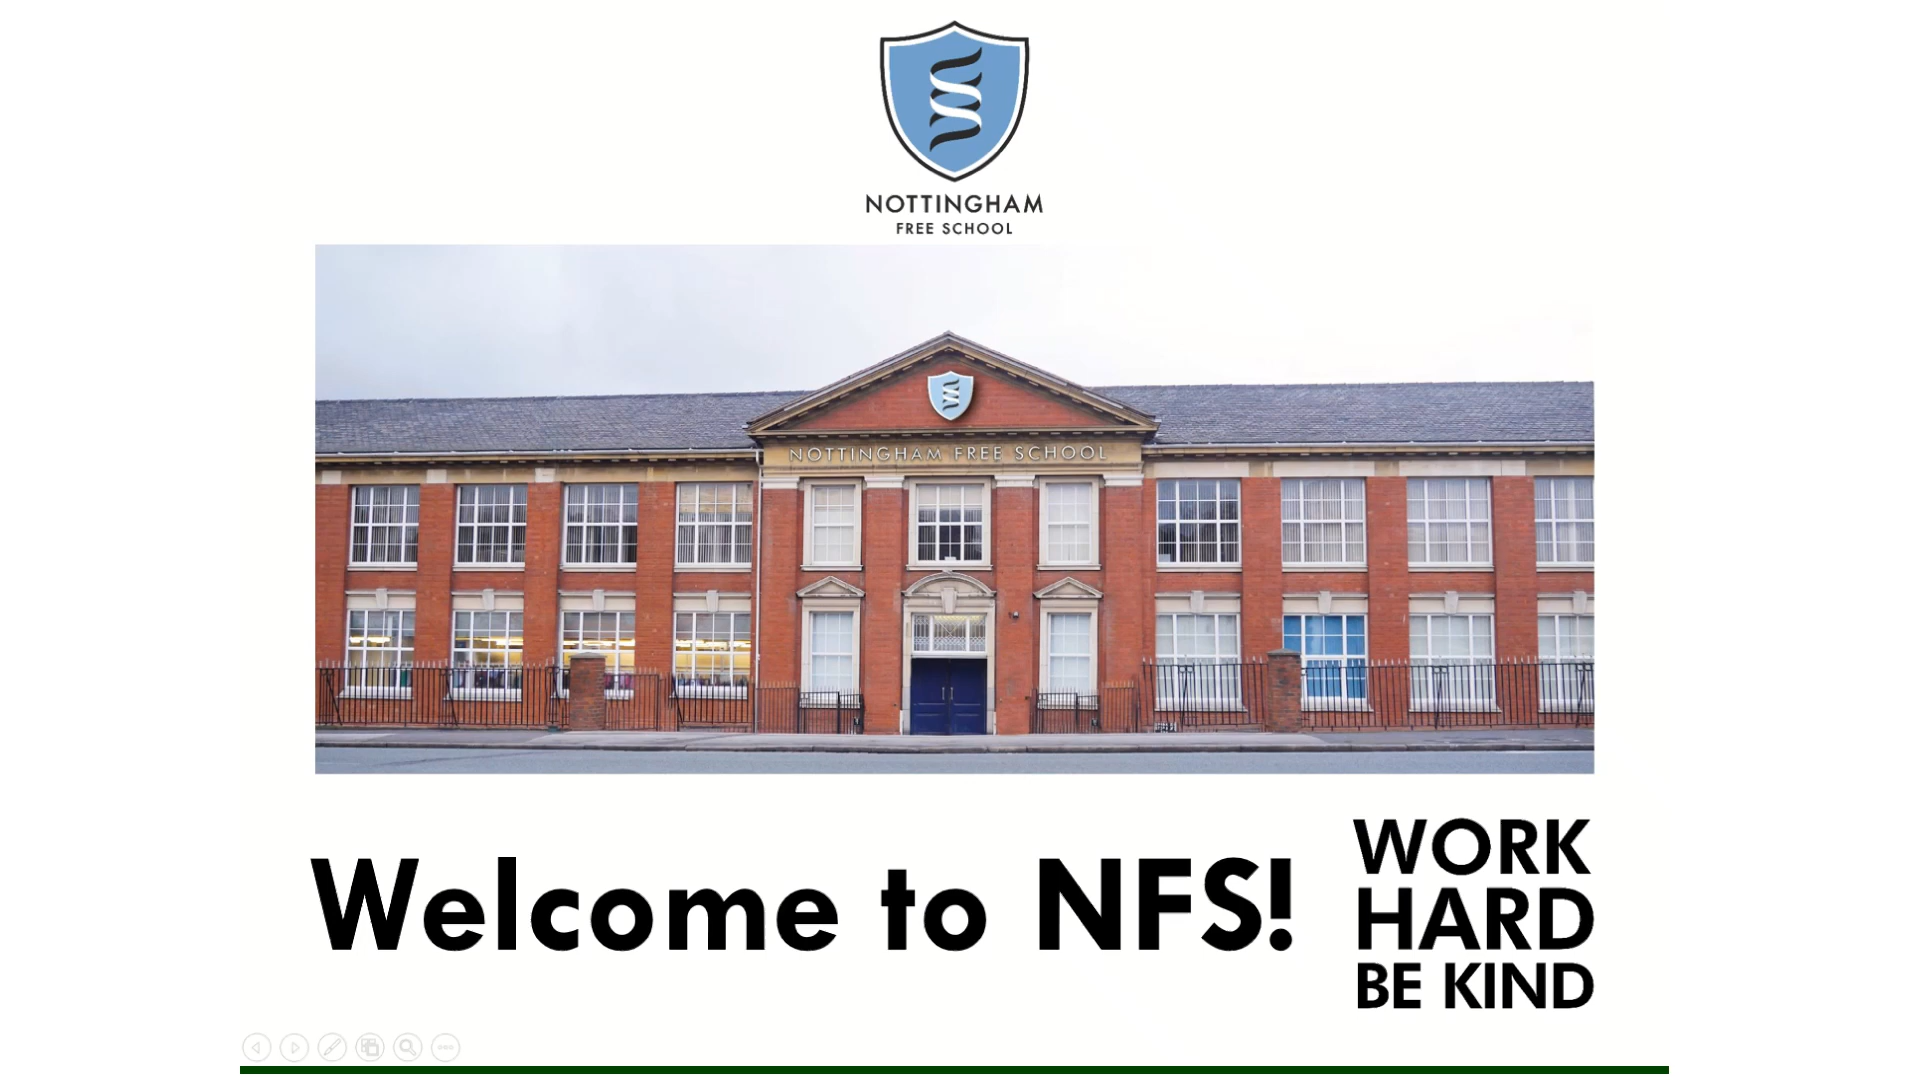 NOTTINGHAM
FREE SCHOOL
NOTTINGHAM FREE SCHOOL
Welcome to NFS!
WORK
HARD
BE KIND